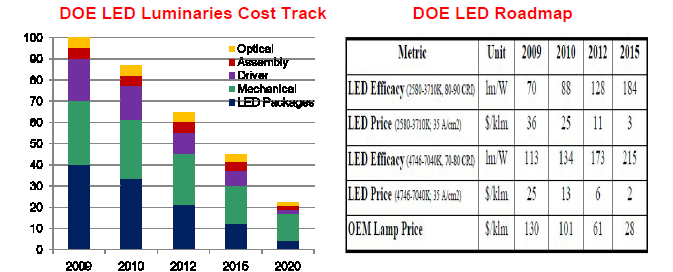 DOE LED Luminaries Cost Track
DOE LED Roadmap
100
90
80
70
60
50
40
30
20
10
0
2009 2010 2012 2015 2020
Optical
Assembly
Driver
Mechanical
LED Packages
Metric Unit 2009 2010 2012 2015
LED Efficacy (2580-3710K, 80-90 CRI) lm/W 70 88 128 184
LED Price (2580-3710K; 35 A/cm2) $/klm 36 25 11 3
LED Efficacy (4746-7040K, 70-80 CRI) lm/W 113 134 173 215
LED Price (4746-7040K; 35 A/cm2) $/klm 25 13 6 2
OEM Lamp Price $/klm 130 101 61 28